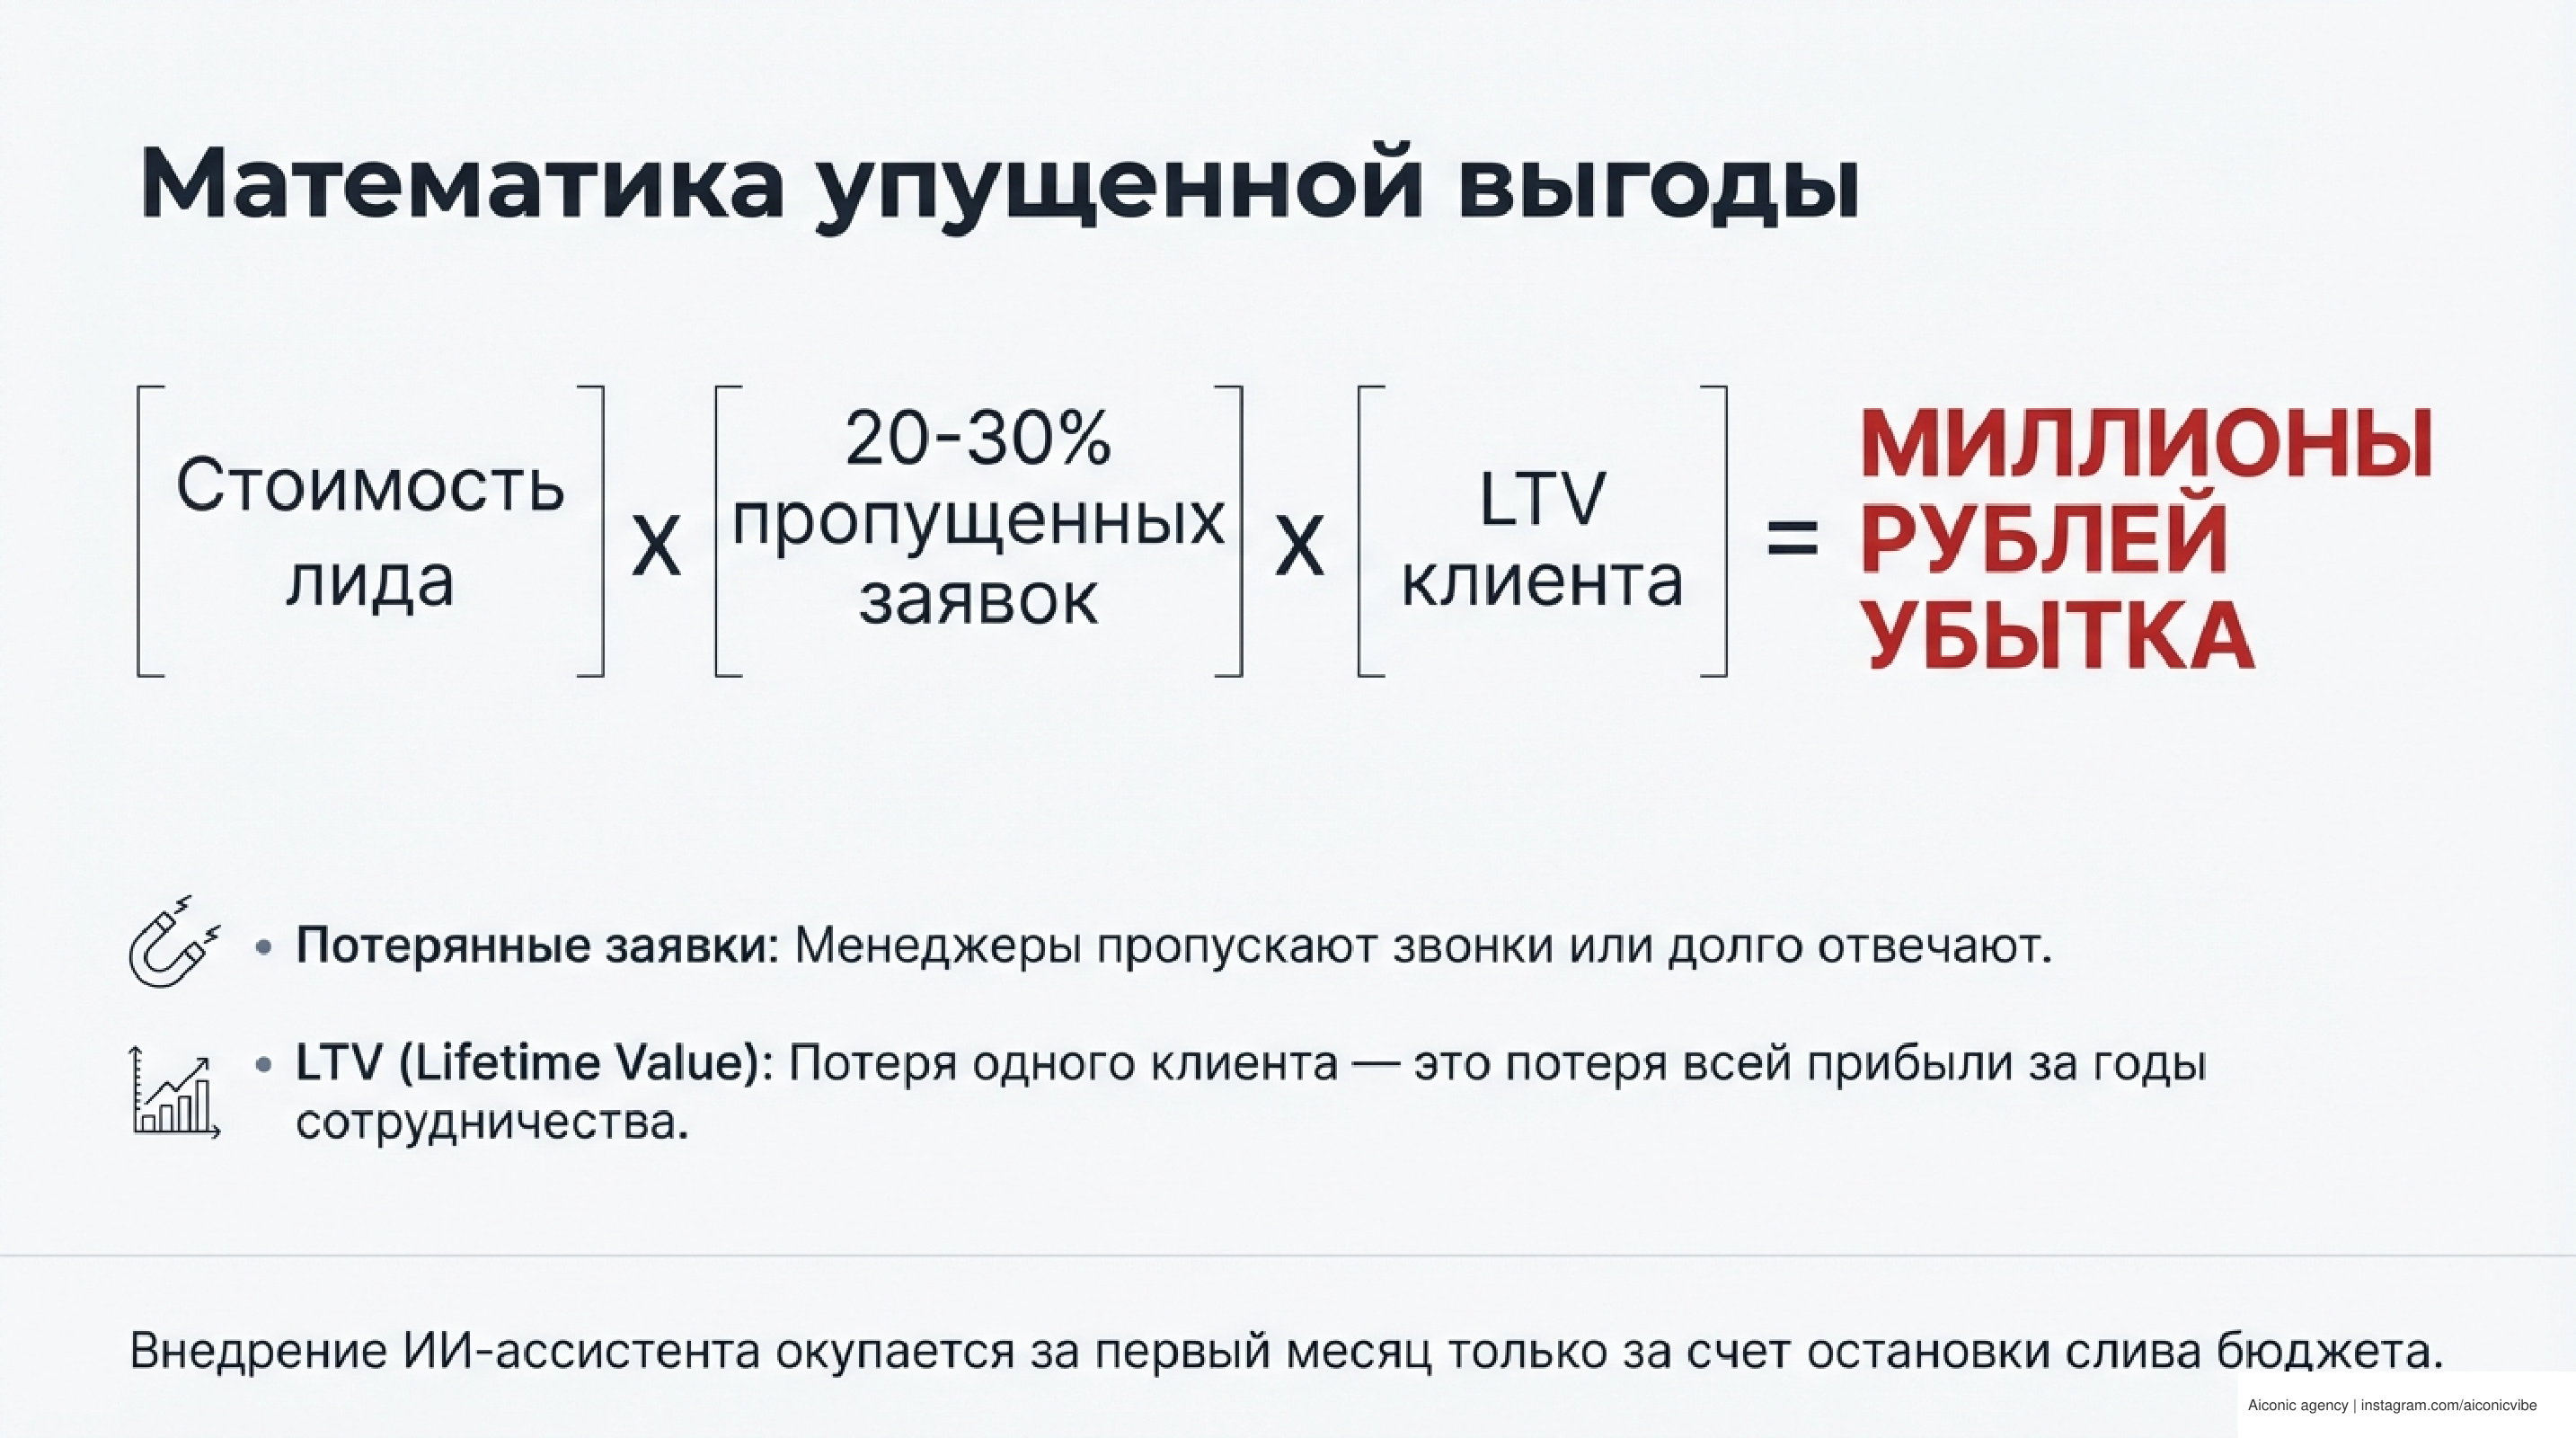 Математика упущенной выгоды
Стоимость
лида
x
20-30%
пропущенных
заявок
x
LTV
клиента
=
МИЛЛИОНЫ
РУБЛЕЙ
УБЫТКА
• Потерянные заявки: Менеджеры пропускают звонки или долго отвечают.
• LTV (Lifetime Value): Потеря одного клиента — это потеря всей прибыли за годы
сотрудничества.
Внедрение ИИ-ассистента окупается за первый месяц только за счет остановки слива бюджета.
Aiconic agency | instagram.com/aiconicvibe